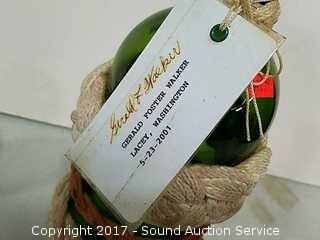 Gerald F. Walker
GERALD FOSTER WALKER
LACEY, WASHINGTON
5-23-2001
Copyright 2017 - Sound Auction Service